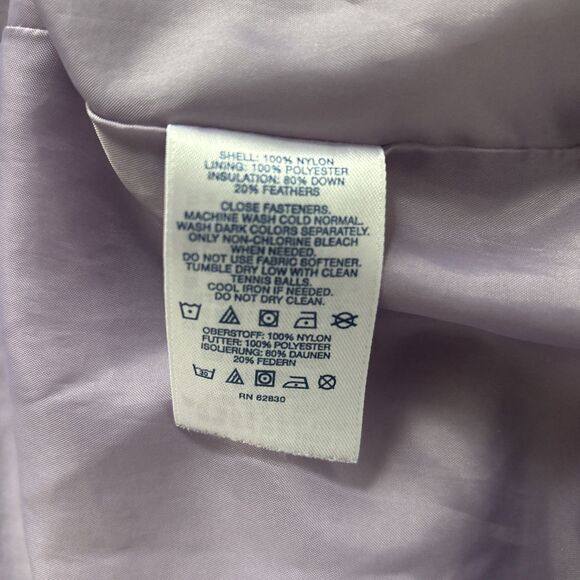 SHELL: 100% NYLON
LINING: 100% POLYESTER
INSULATION: 80% DOWN
20% FEATHERS
CLOSE FASTENERS.
MACHINE WASH COLD NORMAL.
WASH DARK COLORS SEPARATELY.
ONLY NON-CHLORINE BLEACH
WHEN NEEDED.
DO NOT USE FABRIC SOFTENER.
TUMBLE DRY LOW WITH CLEAN
TENNIS BALLS.
COOL IRON IF NEEDED.
DO NOT DRY CLEAN.
OBERSTOFF: 100% NYLON
FUTTER: 100% POLYESTER
ISOLIERUNG: 80% DAUNEN
20% FEDERN
30
RN 62830